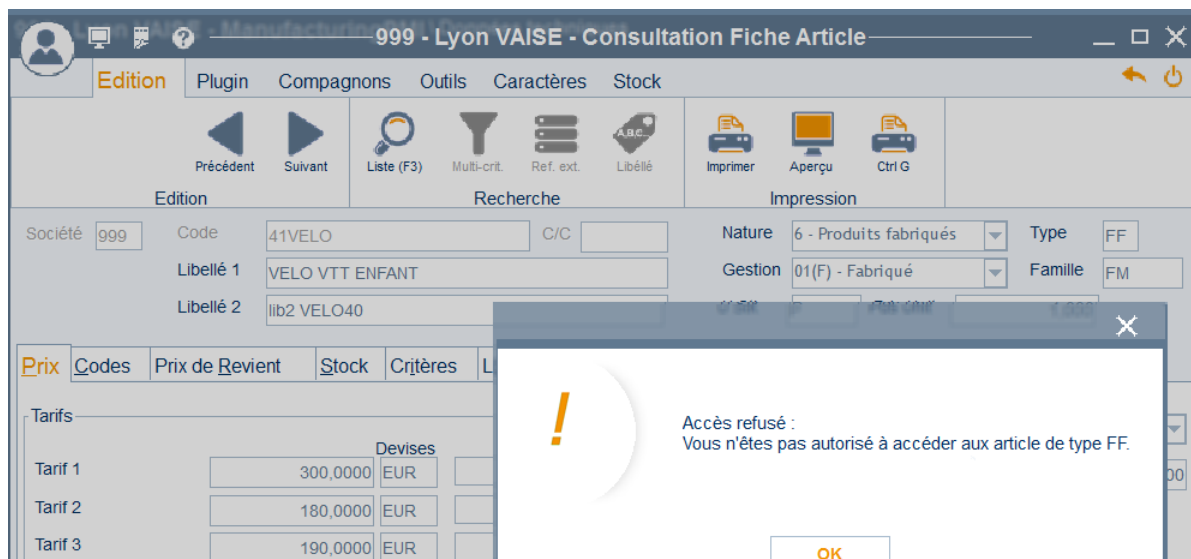 999 - Lyon VAISE - Consultation Fiche Article
Edition Plugin Compagnons Outils Caractères Stock
A.B.C...
Précédent Suivant Liste (F3) Multi-crit. Ref. ext. Libéllé Imprimer Aperçu Ctrl G
Edition Recherche Impression
Société 999 Code 41VELO C/C Nature 6 - Produits fabriqués Type FF
Libellé 1 VELO VTT ENFANT Gestion 01(F) - Fabriqué Famille FM
Libellé 2 lib2 VELO40
Prix Codes Prix de Revient Stock Critères
Tarifs
Accès refusé :
Vous n'êtes pas autorisé à accéder aux article de type FF.
Devises
Tarif 1 300,0000 EUR
Tarif 2 180,0000 EUR
Tarif 3 190,0000 EUR
OK